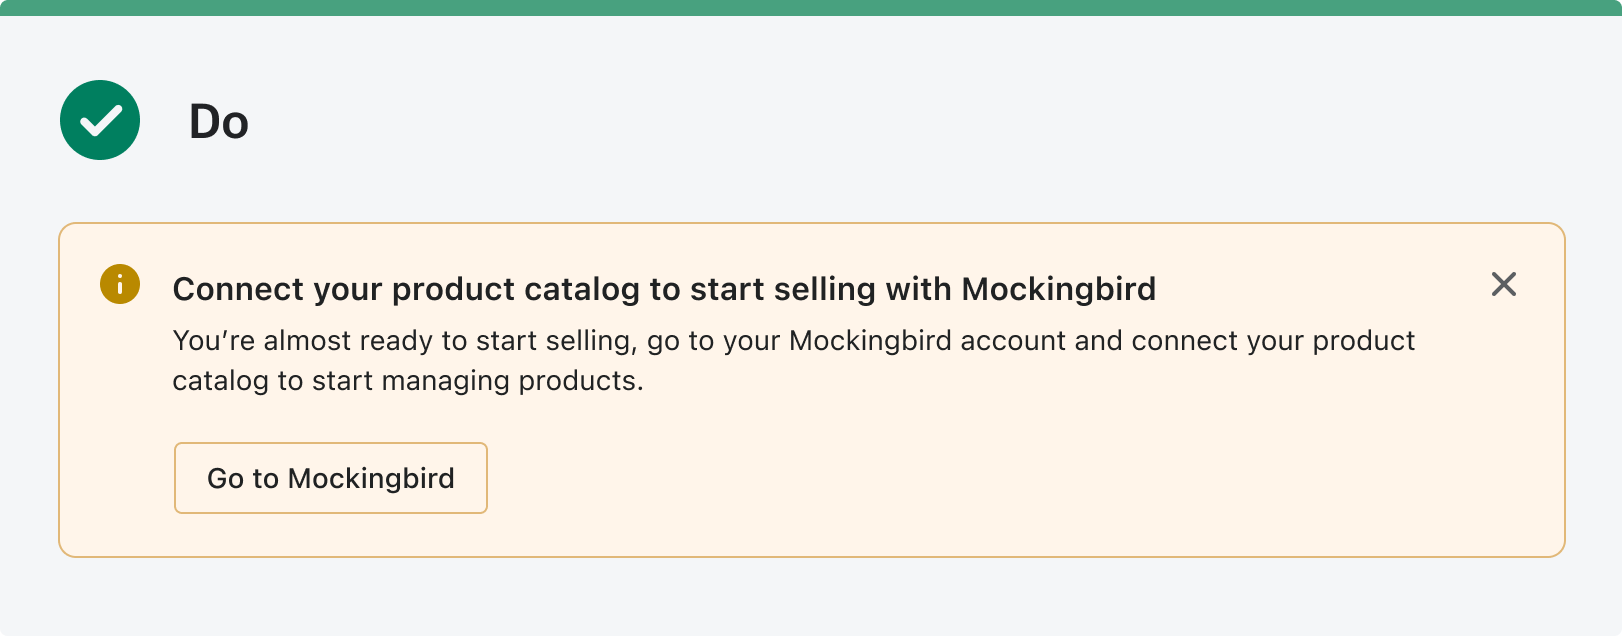 Do
Connect your product catalog to start selling with Mockingbird
You’re almost ready to start selling, go to your Mockingbird account and connect your product
catalog to start managing products.
Go to Mockingbird